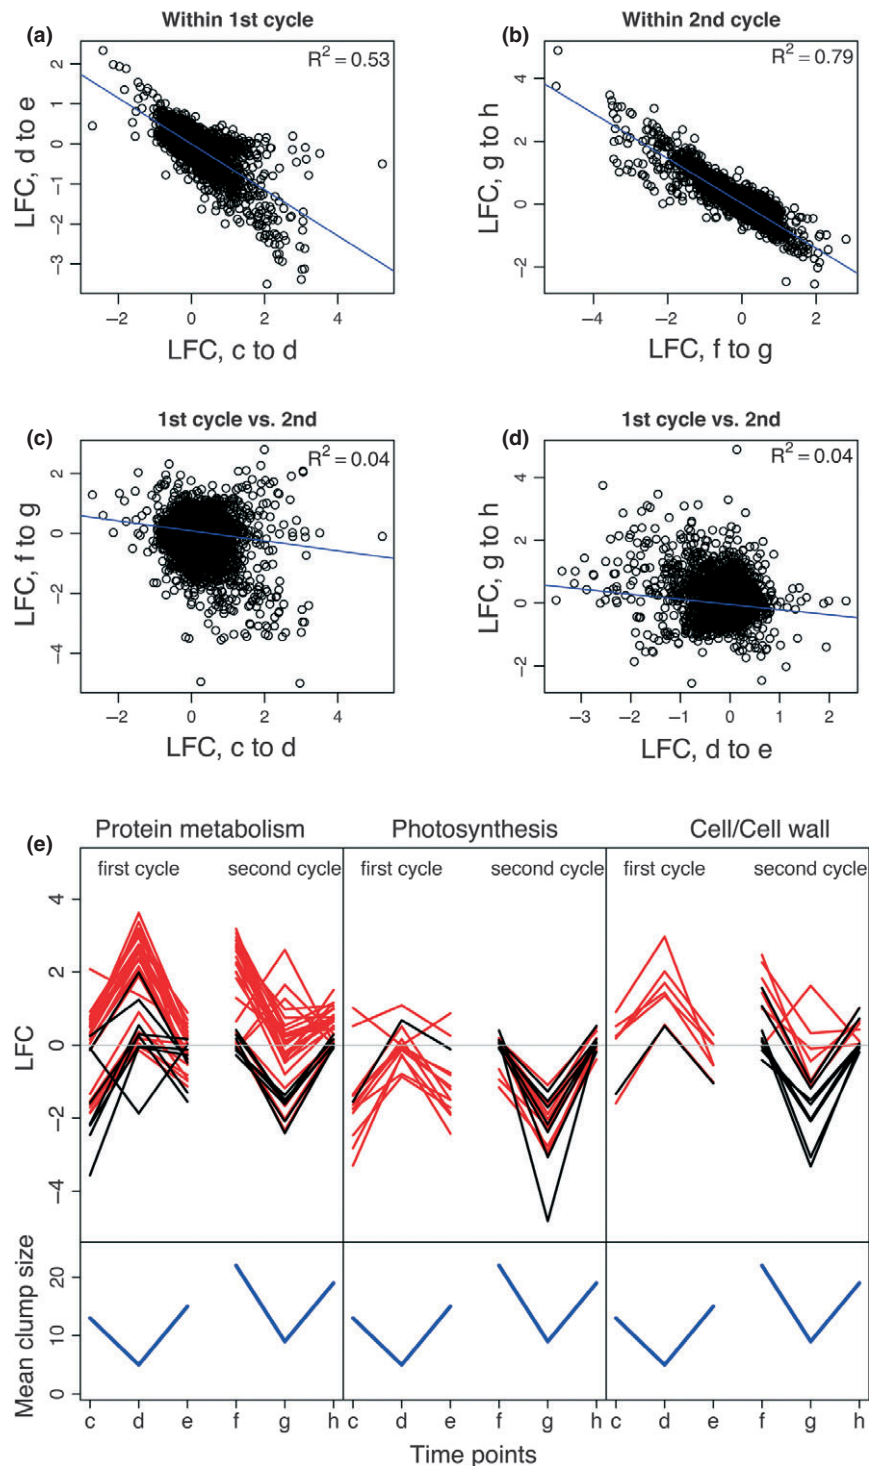 (a) Within 1st cycle
R² = 0.53
LFC, d to e
2
1
0
−1
−2
−3
−2 0 2 4
LFC, c to d
(b) Within 2nd cycle
R² = 0.79
LFC, g to h
4
2
0
−2
−4 −2 0 2
LFC, f to g
(c) 1st cycle vs. 2nd
R² = 0.04
LFC, f to g
2
0
−2
−4
−2 0 2 4
LFC, c to d
(d) 1st cycle vs. 2nd
R² = 0.04
LFC, g to h
4
2
0
−2
−3 −2 −1 0 1 2
LFC, d to e
(e) Protein metabolism Photosynthesis Cell/Cell wall
first cycle second cycle first cycle second cycle first cycle second cycle
LFC
4
2
0
−2
−4
Mean clump size
20
10
0
c d e f g h c d e f g h c d e f g h
Time points